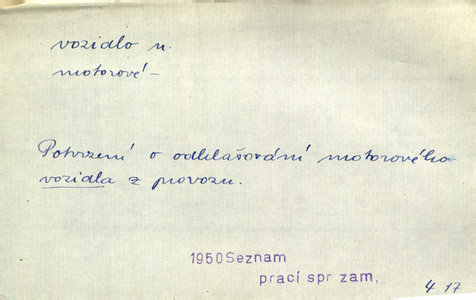 vozidlo n.
motorové –
Potvrzení o odhlašování motorového
vozidla z provozu.
1950 Seznam
prací spr zam.
4 17